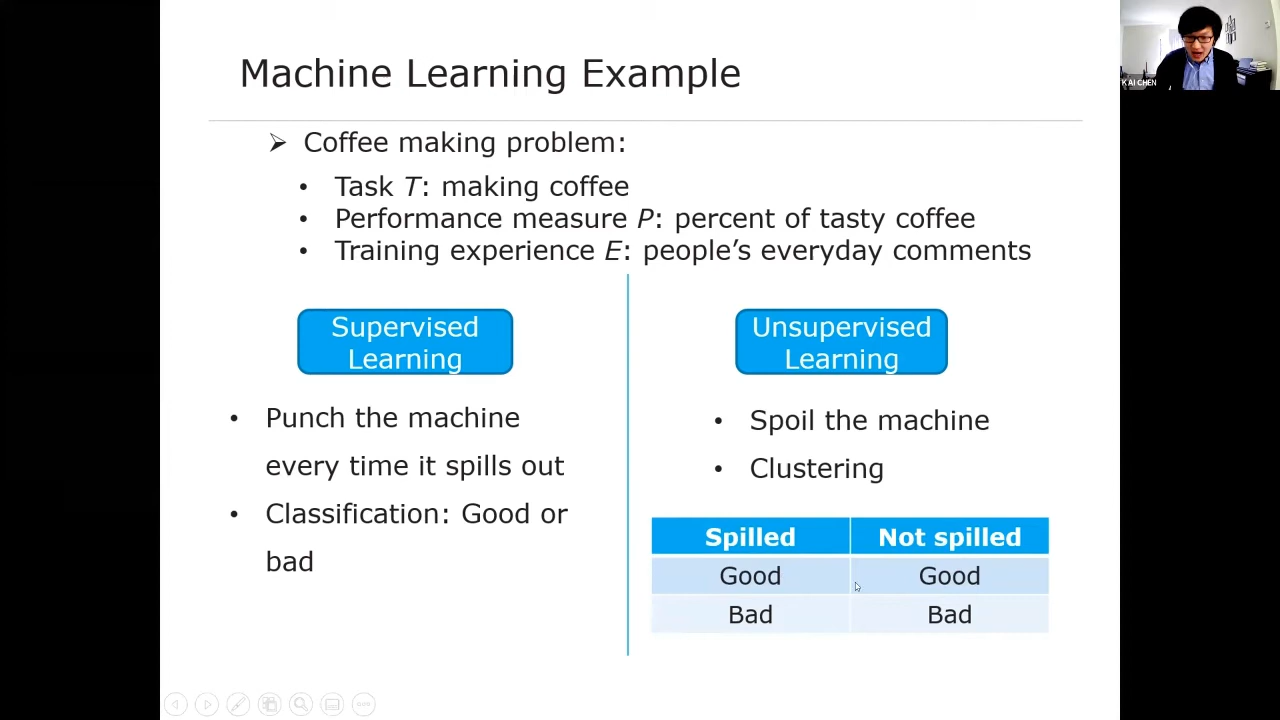 Machine Learning Example
➢ Coffee making problem:
• Task T: making coffee
• Performance measure P: percent of tasty coffee
• Training experience E: people’s everyday comments
Supervised
Learning
• Punch the machine
every time it spills out
• Classification: Good or
bad
Unsupervised
Learning
• Spoil the machine
• Clustering
Spilled Not spilled
Good Good
Bad Bad
KAI CHEN